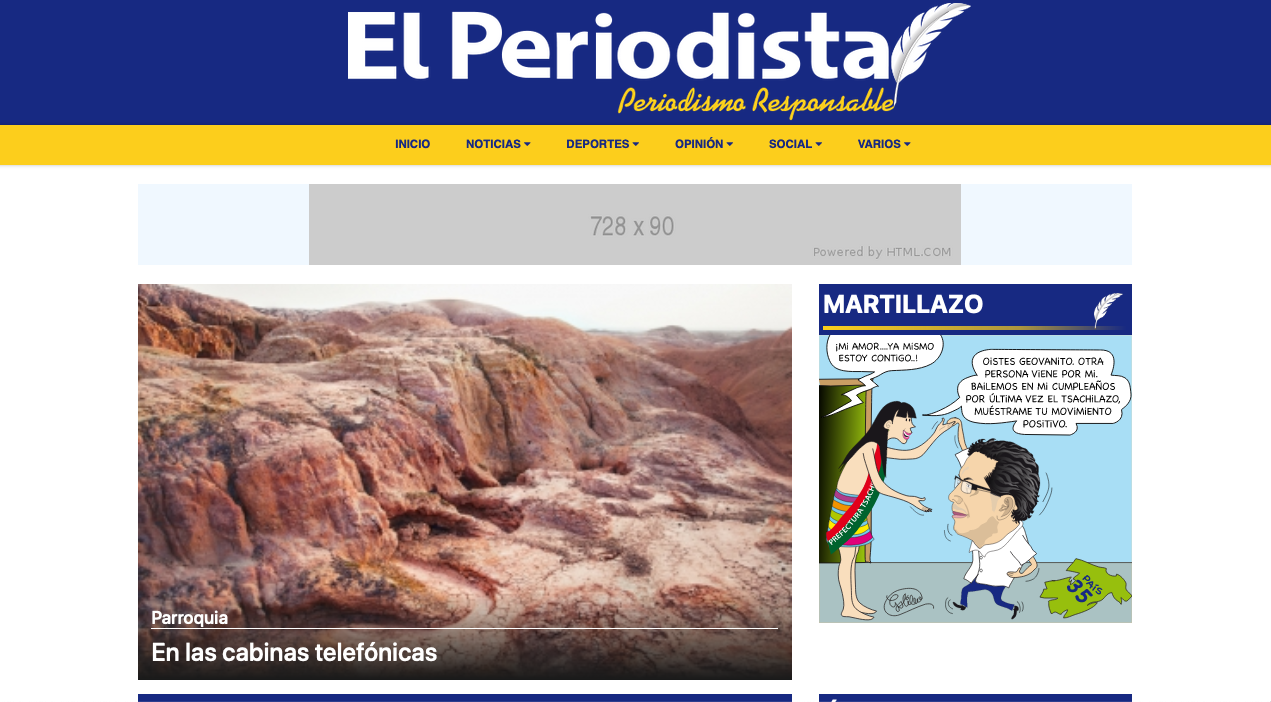 El Periodista
Periodismo Responsable
INICIO NOTICIAS DEPORTES OPINIÓN SOCIAL VARIOS
728 x 90
Powered by HTML.COM
Parroquia
En las cabinas telefónicas
MARTILLAZO
¡Mi AMOR....YA MiSMO
ESTOY CONTiGO..!
OiSTES GEOVANiTO. OTRA
PERSONA ViENE POR Mi.
BAiLEMOS EN Mi CUMPLEAÑOS
POR ÚLTiMA VEZ EL TSACHiLAZO,
MUÉSTRAME TU MOViMiENTO
POSiTiVO.
PREFECTURA TSACH
PAÍS
35